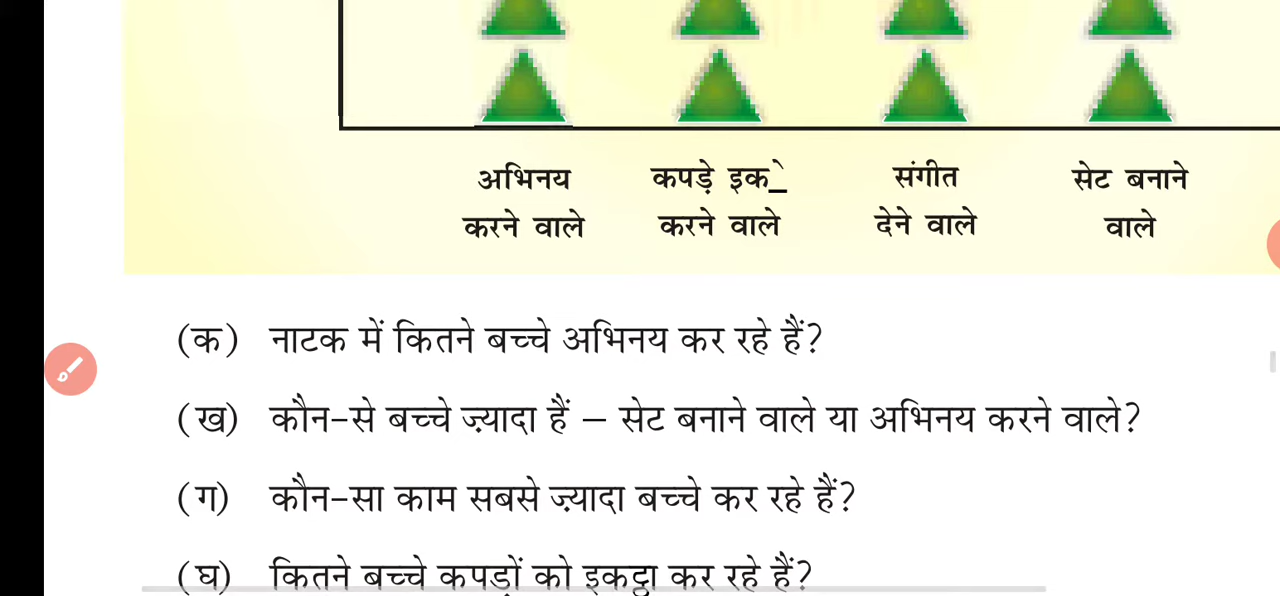 अभिनय कपड़े इक संगीत सेट बनाने
करने वाले करने वाले देने वाले वाले
(क) नाटक में कितने बच्चे अभिनय कर रहे हैं?
(ख) कौन-से बच्चे ज़्यादा हैं – सेट बनाने वाले या अभिनय करने वाले?
(ग) कौन-सा काम सबसे ज़्यादा बच्चे कर रहे हैं?
(घ) कितने बच्चे कपड़ों को इकट्ठा कर रहे हैं?